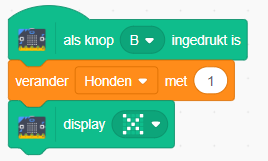 als knop B ingedrukt is
verander Honden met 1
display